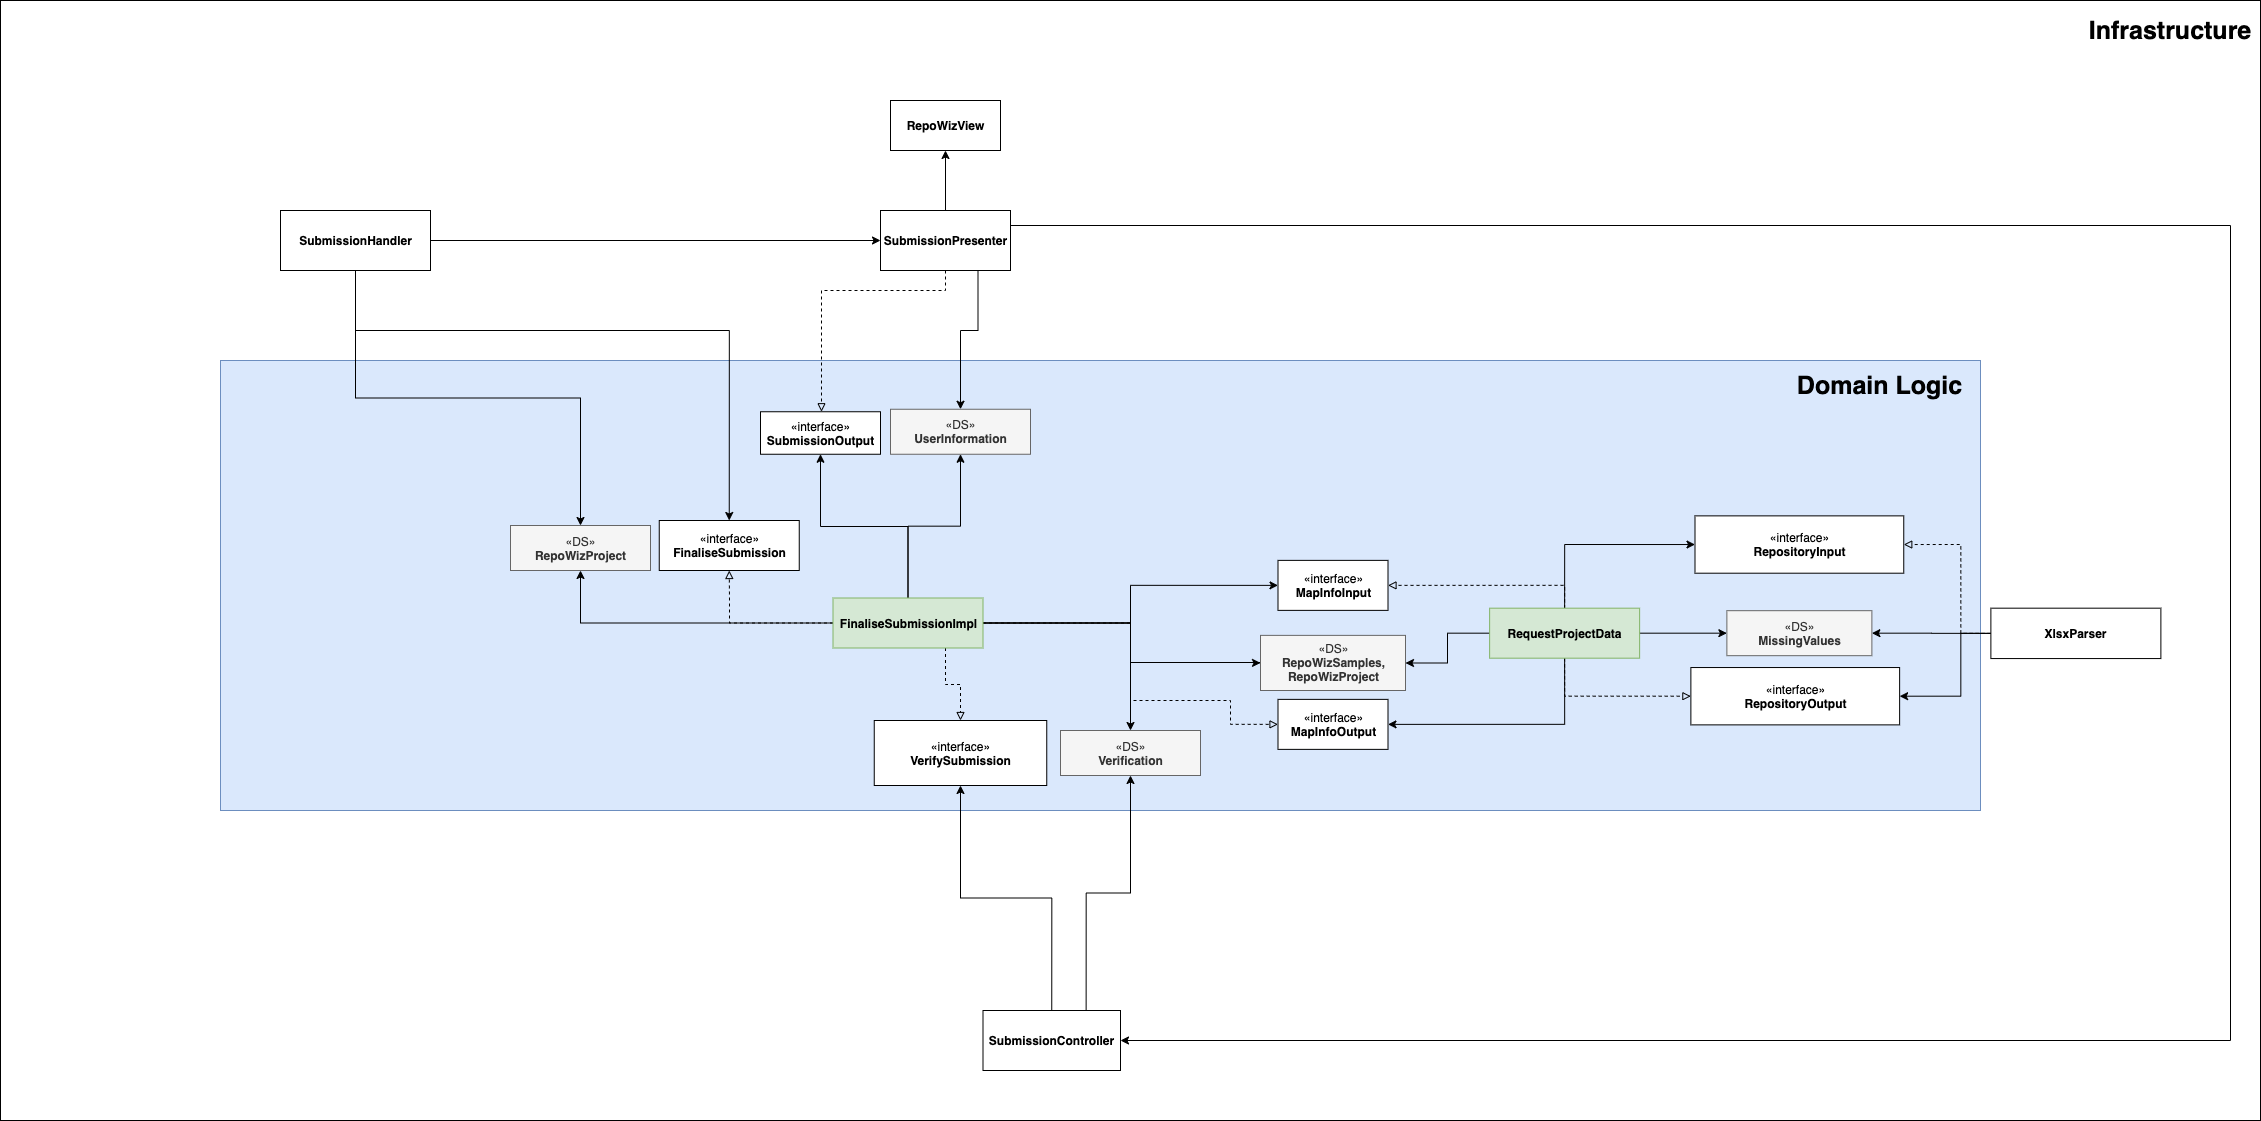 Infrastructure
RepoWizView
SubmissionHandler
SubmissionPresenter
Domain Logic
«interface»
SubmissionOutput
«DS»
UserInformation
«DS»
RepoWizProject
«interface»
FinaliseSubmission
«interface»
RepositoryInput
«interface»
MapInfoInput
FinaliseSubmissionImpl
RequestProjectData
«DS»
MissingValues
XlsxParser
«DS»
RepoWizSamples,
RepoWizProject
«interface»
RepositoryOutput
«interface»
MapInfoOutput
«interface»
VerifySubmission
«DS»
Verification
SubmissionController